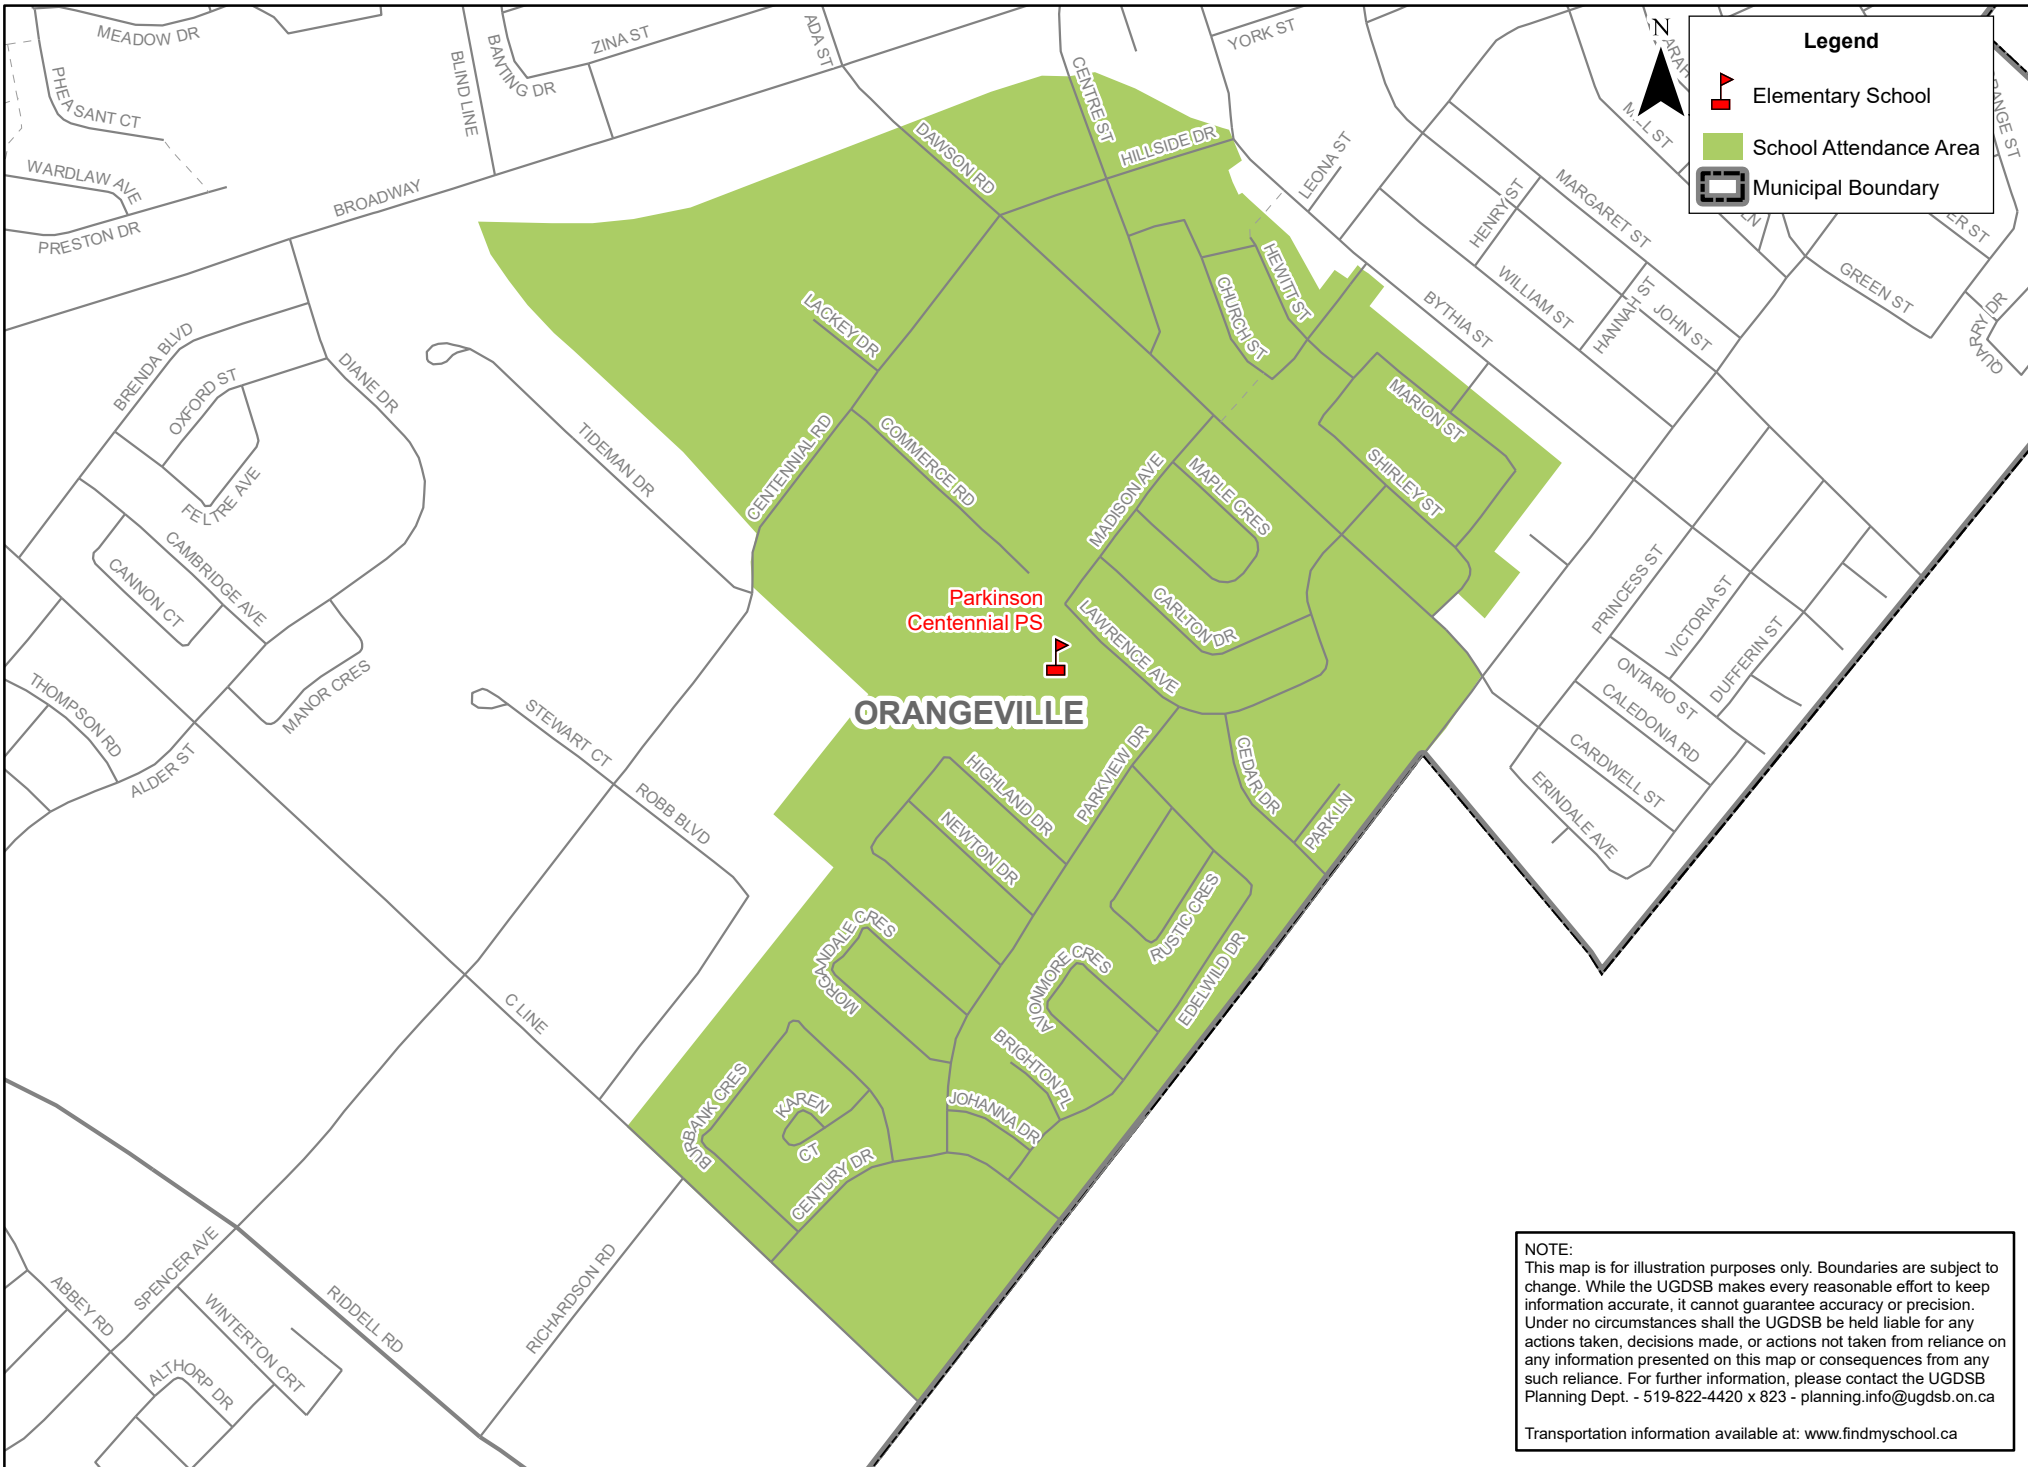 MEADOW DR
PHEASANT CT
WARDLAW AVE
PRESTON DR
BROADWAY
BLIND LINE
BANTING DR
ZINA ST
ADA ST
CENTRE ST
YORK ST
N
Legend
Elementary School
School Attendance Area
Municipal Boundary
DAWSON RD
HILLSIDE DR
LEONA ST
HENRY ST
MARGARET ST
WILLIAM ST
HANNAH ST
JOHN ST
GREEN ST
QUARRY DR
BYTHIA ST
HEWITT ST
CHURCH ST
LACKEY DR
BRENDA BLVD
OXFORD ST
DIANE DR
FELTRE AVE
CAMBRIDGE AVE
CANNON CT
MANOR CRES
THOMPSON RD
ALDER ST
TIDEMAN DR
CENTENNIAL RD
COMMERCE RD
MADISON AVE
MAPLE CRES
MARION ST
SHIRLEY ST
CARLTON DR
LAWRENCE AVE
Parkinson
Centennial PS
ORANGEVILLE
PRINCESS ST
VICTORIA ST
DUFFERIN ST
ONTARIO ST
CALEDONIA RD
CARDWELL ST
ERINDALE AVE
STEWART CT
ROBB BLVD
HIGHLAND DR
NEWTON DR
PARKVIEW DR
CEDAR DR
PARK LN
RUSTIC CRES
EDELWILD DR
AVONMORE CRES
MORGANDALE CRES
BRIGHTON PL
JOHANNA DR
BURBANK CRES
KAREN
CT
CENTURY DR
C LINE
SPENCER AVE
ABBEY RD
WINTERTON CRT
ALTHORP DR
RIDDELL RD
RICHARDSON RD
NOTE:
This map is for illustration purposes only. Boundaries are subject to
change. While the UGDSB makes every reasonable effort to keep
information accurate, it cannot guarantee accuracy or precision.
Under no circumstances shall the UGDSB be held liable for any
actions taken, decisions made, or actions not taken from reliance on
any information presented on this map or consequences from any
such reliance. For further information, please contact the UGDSB
Planning Dept. - 519-822-4420 x 823 - planning.info@ugdsb.on.ca
Transportation information available at: www.findmyschool.ca